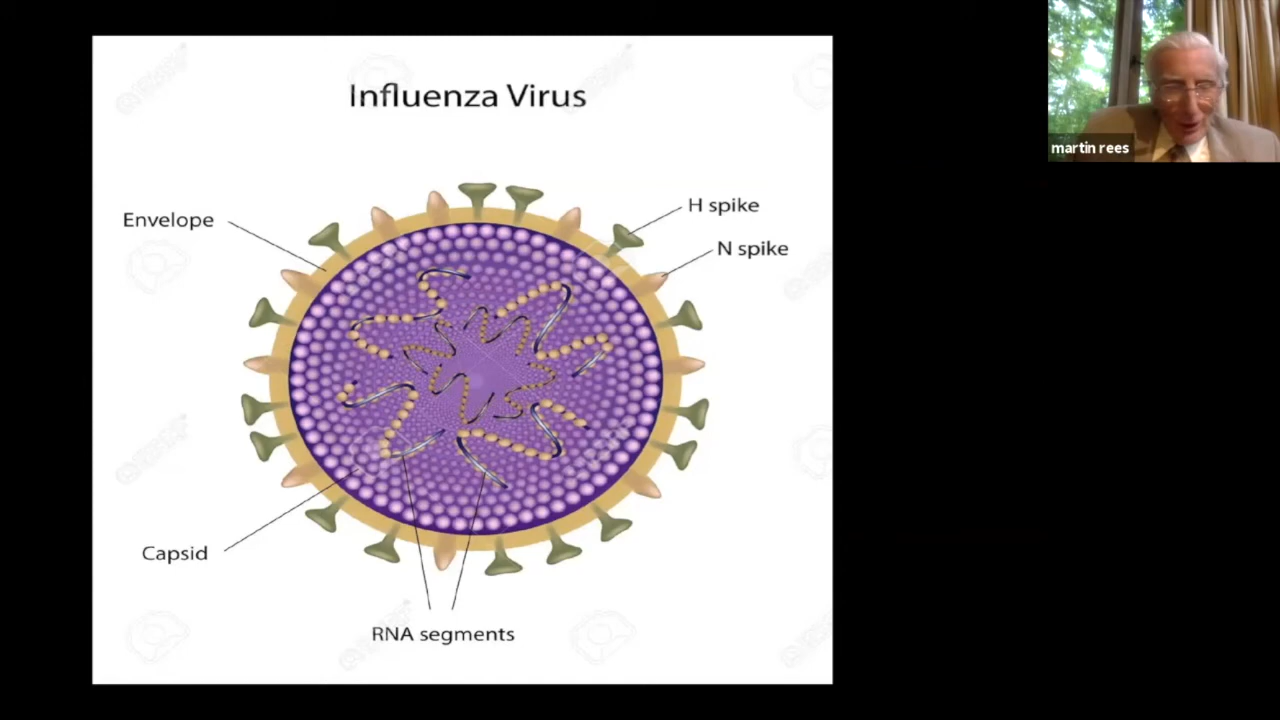 Influenza Virus
martin rees
H spike
Envelope
N spike
Capsid
RNA segments